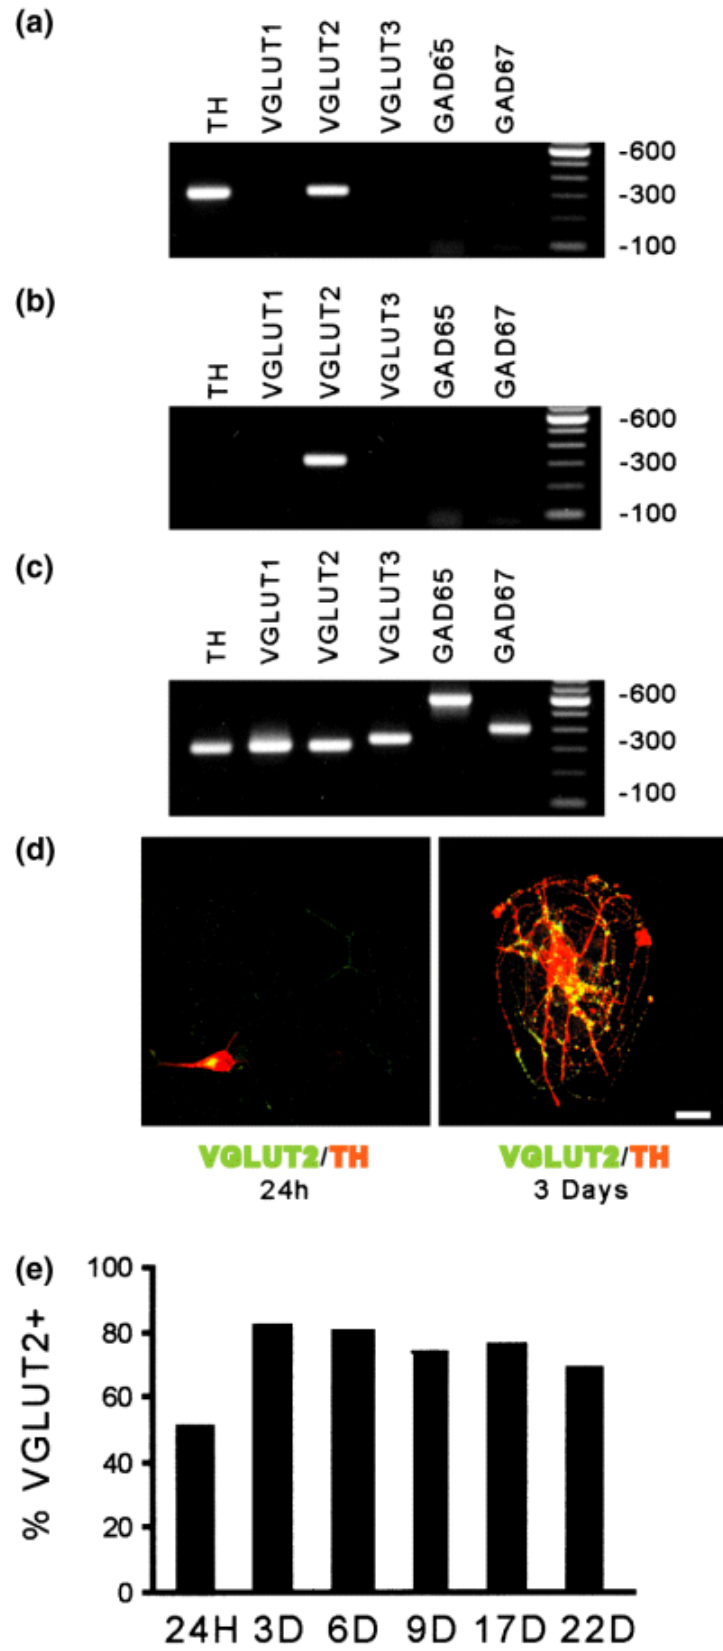 (a)
TH VGLUT1 VGLUT2 VGLUT3 GAD65 GAD67
-600
-300
-100
(b)
TH VGLUT1 VGLUT2 VGLUT3 GAD65 GAD67
-600
-300
-100
(c)
TH VGLUT1 VGLUT2 VGLUT3 GAD65 GAD67
-600
-300
-100
(d)
VGLUT2/TH VGLUT2/TH
24h 3 Days
(e)
% VGLUT2+
100
80
60
40
20
0
24H 3D 6D 9D 17D 22D